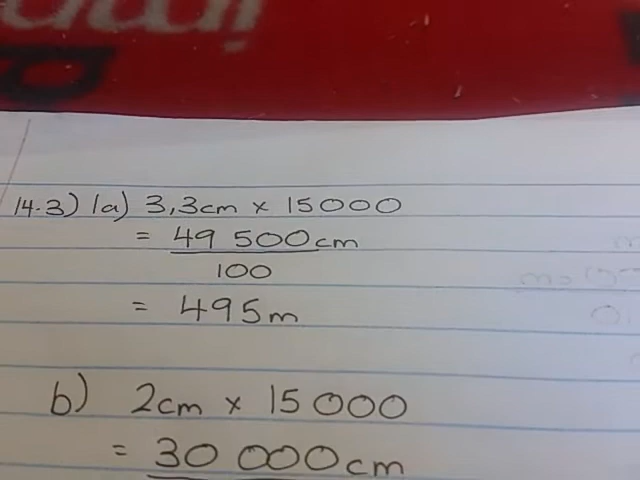 14.3) 1a) 3,3cm × 15000
= 49 500cm
100
= 495m
b) 2cm × 15 000
= 30 000cm